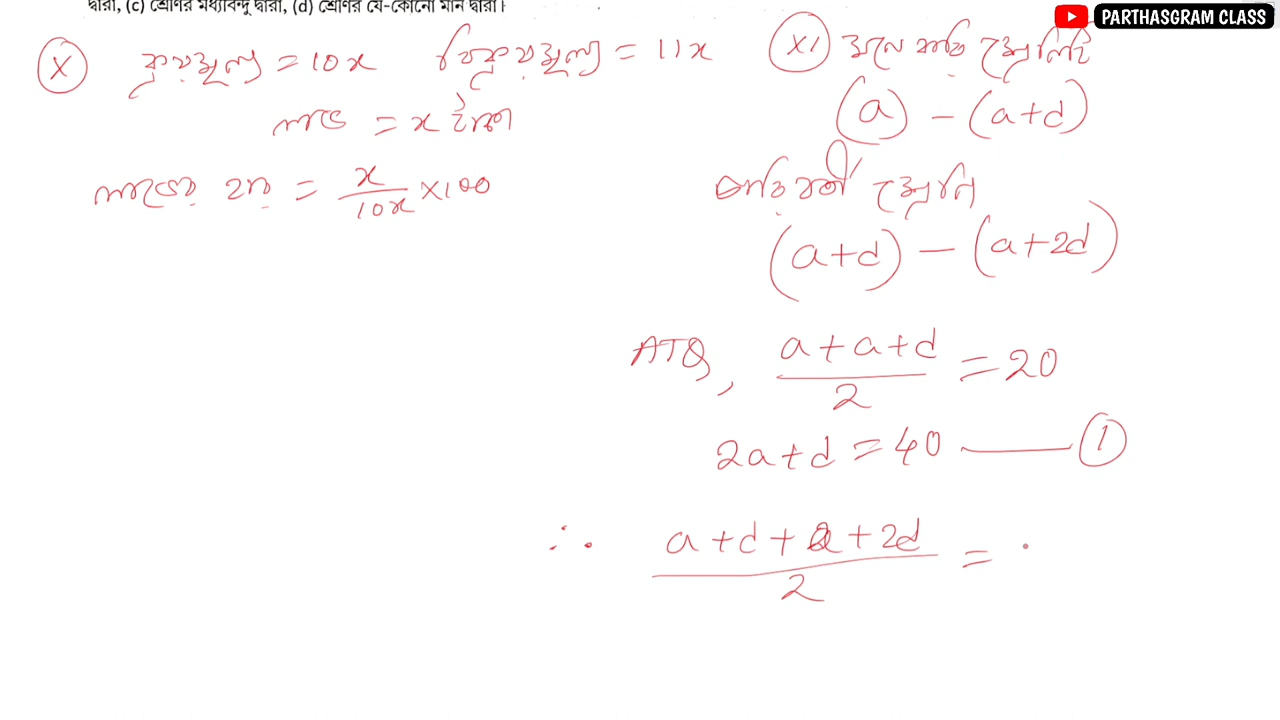 দ্বারা, (c) শ্রেণির মধ্যবিন্দু দ্বারা, (d) শ্রেণির যে-কোনো মান দ্বারা।
PARTHASGRAM CLASS
(X) ক্রয়মূল্য = 10x বিক্রয়মূল্য = 11x
লাভ = x টাকা
লাভের হার = x/10x × 100
(XI) মনে করি শ্রেণিটি
(a) – (a+d)
পরবর্তী শ্রেণি
(a+d) – (a+2d)
ATQ, (a+a+d)/2 = 20
2a+d = 40 —— (1)
∴ (a+d+a+2d)/2 =